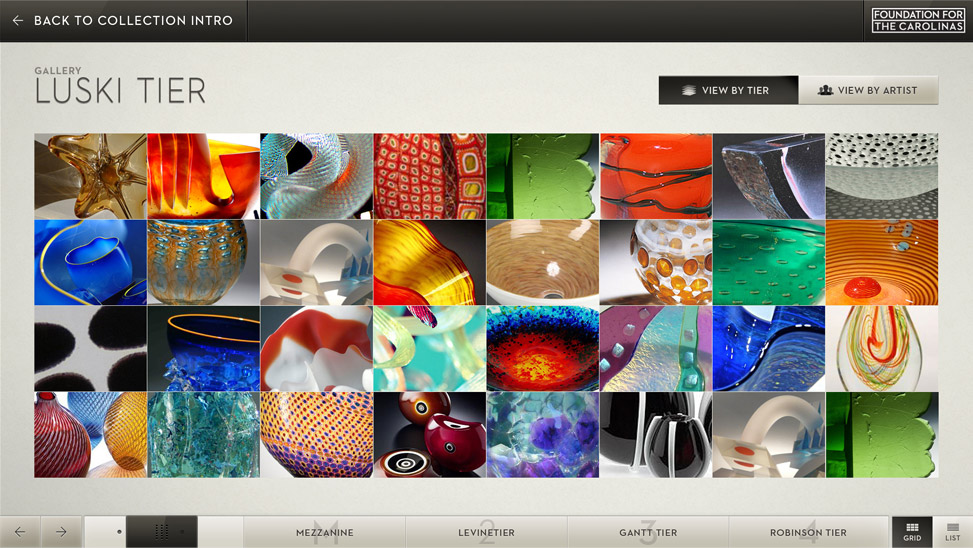 BACK TO COLLECTION INTRO
FOUNDATION FOR
THE CAROLINAS
GALLERY
LUSKI TIER
VIEW BY TIER
VIEW BY ARTIST
M
MEZZANINE
2
LEVINETIER
3
GANTT TIER
4
ROBINSON TIER
GRID
LIST